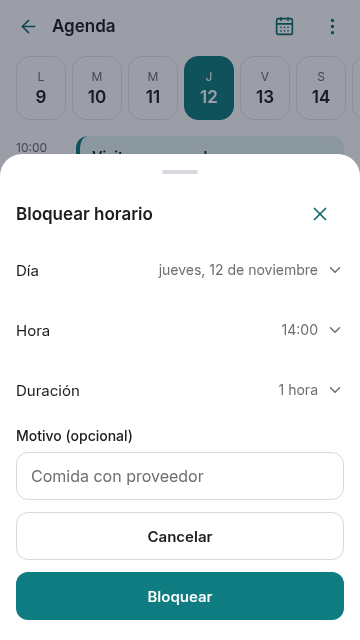 Agenda
L M M J V S
9 10 11 12 13 14
10:00
Bloquear horario
Día jueves, 12 de noviembre
Hora 14:00
Duración 1 hora
Motivo (opcional)
Comida con proveedor
Cancelar
Bloquear